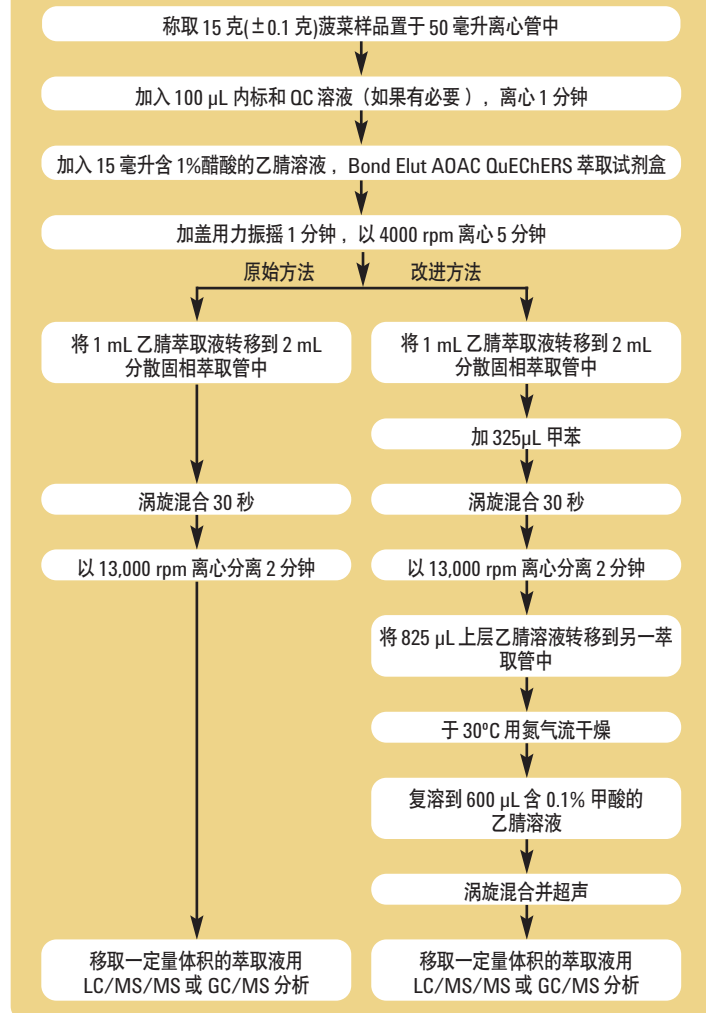 称取 15 克(±0.1 克)菠菜样品置于 50 毫升离心管中
加入 100 µL 内标和 QC 溶液（如果有必要），离心 1 分钟
加入 15 毫升含 1%醋酸的乙腈溶液，Bond Elut AOAC QuEChERS 萃取试剂盒
加盖用力振摇 1 分钟，以 4000 rpm 离心 5 分钟
原始方法
改进方法
将 1 mL 乙腈萃取液转移到 2 mL
分散固相萃取管中
涡旋混合 30 秒
以 13,000 rpm 离心分离 2 分钟
移取一定量体积的萃取液用
LC/MS/MS 或 GC/MS 分析
将 1 mL 乙腈萃取液转移到 2 mL
分散固相萃取管中
加 325µL 甲苯
涡旋混合 30 秒
以 13,000 rpm 离心分离 2 分钟
将 825 µL 上层乙腈溶液转移到另一萃
取管中
于 30ºC 用氮气流干燥
复溶到 600 µL 含 0.1% 甲酸的
乙腈溶液
涡旋混合并超声
移取一定量体积的萃取液用
LC/MS/MS 或 GC/MS 分析